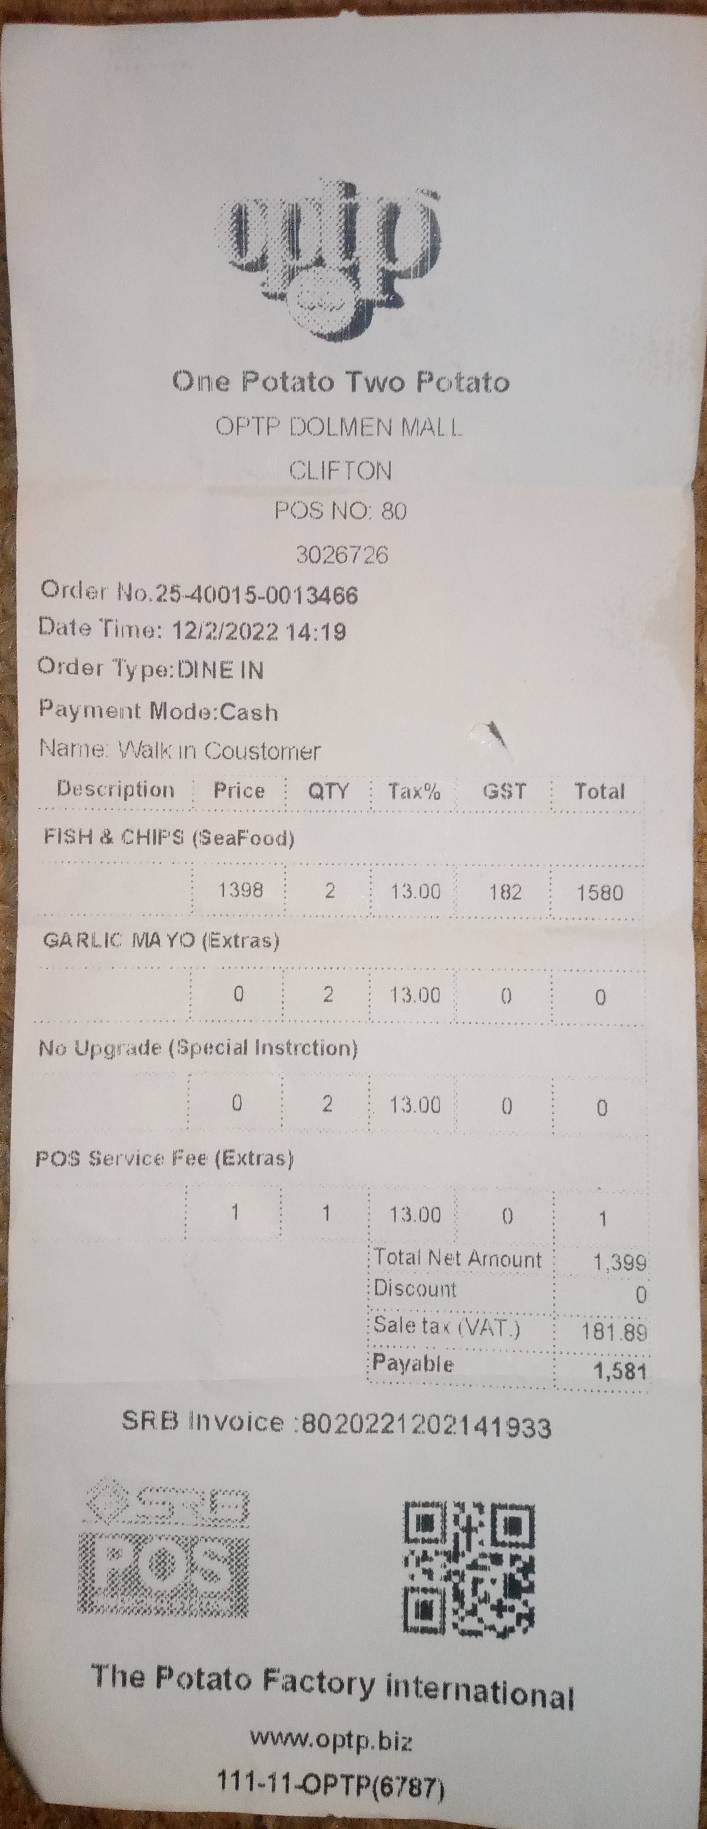 optp
One Potato Two Potato
OPTP DOLMEN MALL
CLIFTON
POS NO: 80
3026726
Order No.25-40015-0013466
Date Time: 12/2/2022 14:19
Order Type:DINE IN
Payment Mode:Cash
Name: Walk in Coustomer
Description Price QTY Tax% GST Total
FISH & CHIPS (SeaFood)
1398 2 13.00 182 1580
GARLIC MAYO (Extras)
0 2 13.00 0 0
No Upgrade (Special Instrction)
0 2 13.00 0 0
POS Service Fee (Extras)
1 1 13.00 0 1
Total Net Amount 1,399
Discount 0
Sale tax (VAT.) 181.89
Payable 1,581
SRB Invoice :8020221202141933
SRB
POS
The Potato Factory international
www.optp.biz
111-11-OPTP(6787)